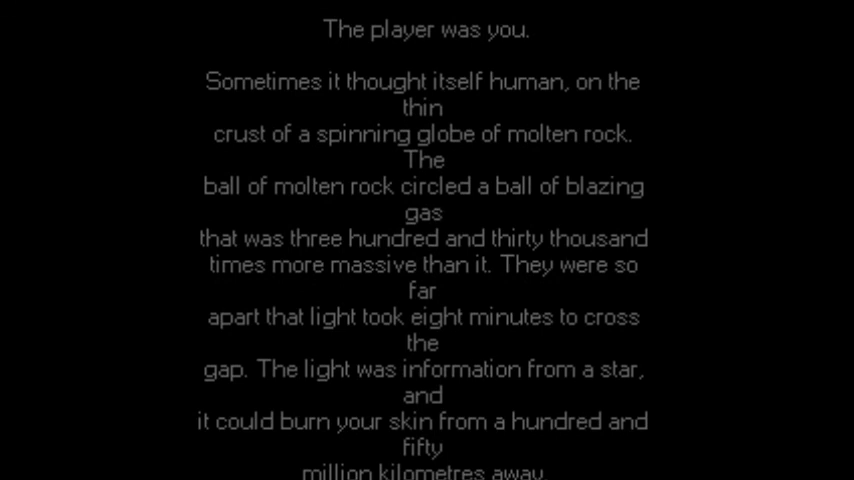 The player was you.
Sometimes it thought itself human, on the
thin
crust of a spinning globe of molten rock.
The
ball of molten rock circled a ball of blazing
gas
that was three hundred and thirty thousand
times more massive than it. They were so
far
apart that light took eight minutes to cross
the
gap. The light was information from a star,
and
it could burn your skin from a hundred and
fifty
million kilometres away